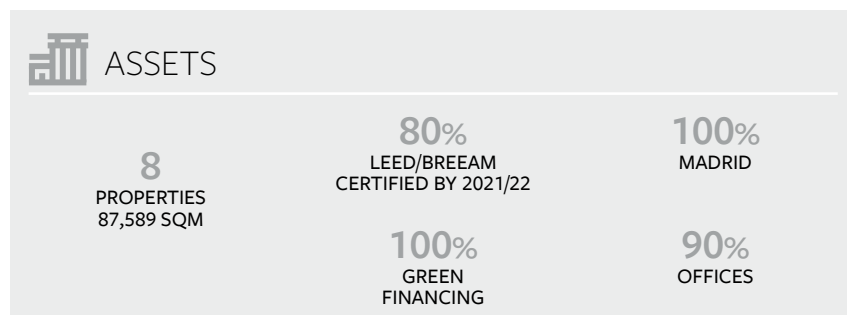 ASSETS
8
PROPERTIES
87,589 SQM
80%
LEED/BREEAM
CERTIFIED BY 2021/22
100%
GREEN
FINANCING
100%
MADRID
90%
OFFICES